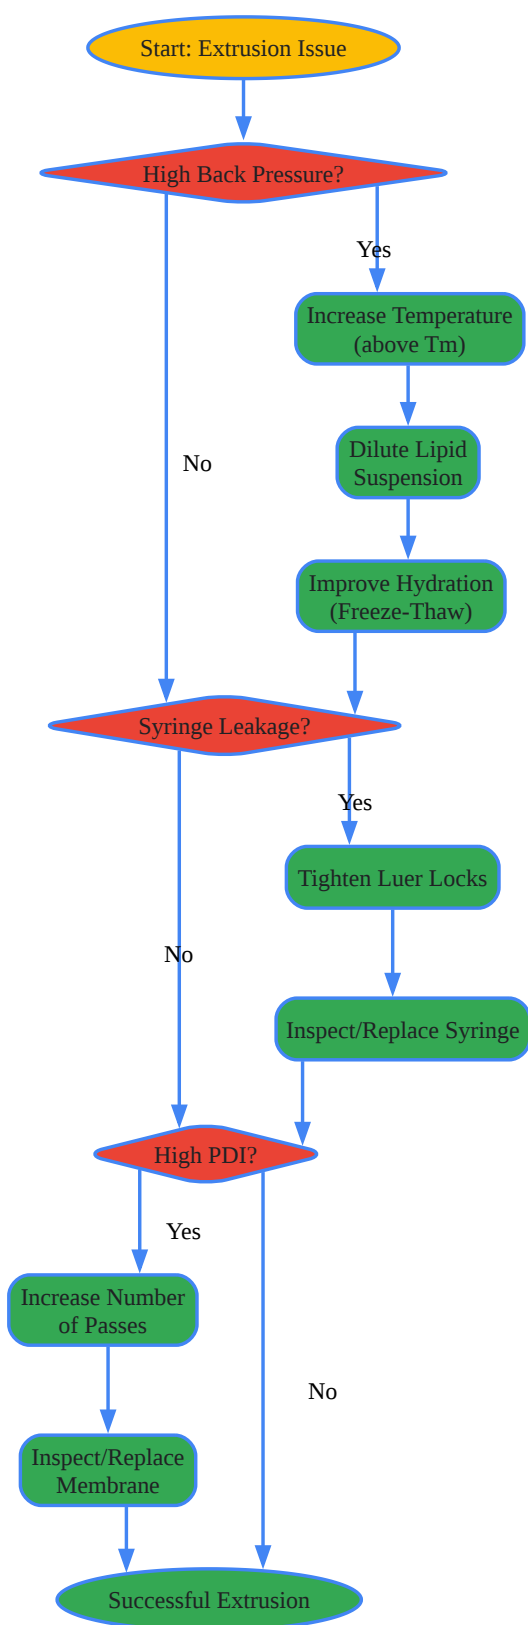 Start: Extrusion Issue
High Back Pressure?
Yes
Increase Temperature
(above Tm)
Dilute Lipid
Suspension
No
Improve Hydration
(Freeze-Thaw)
Syringe Leakage?
Yes
Tighten Luer Locks
No
Inspect/Replace Syringe
High PDI?
Yes
Increase Number
of Passes
No
Inspect/Replace
Membrane
Successful Extrusion